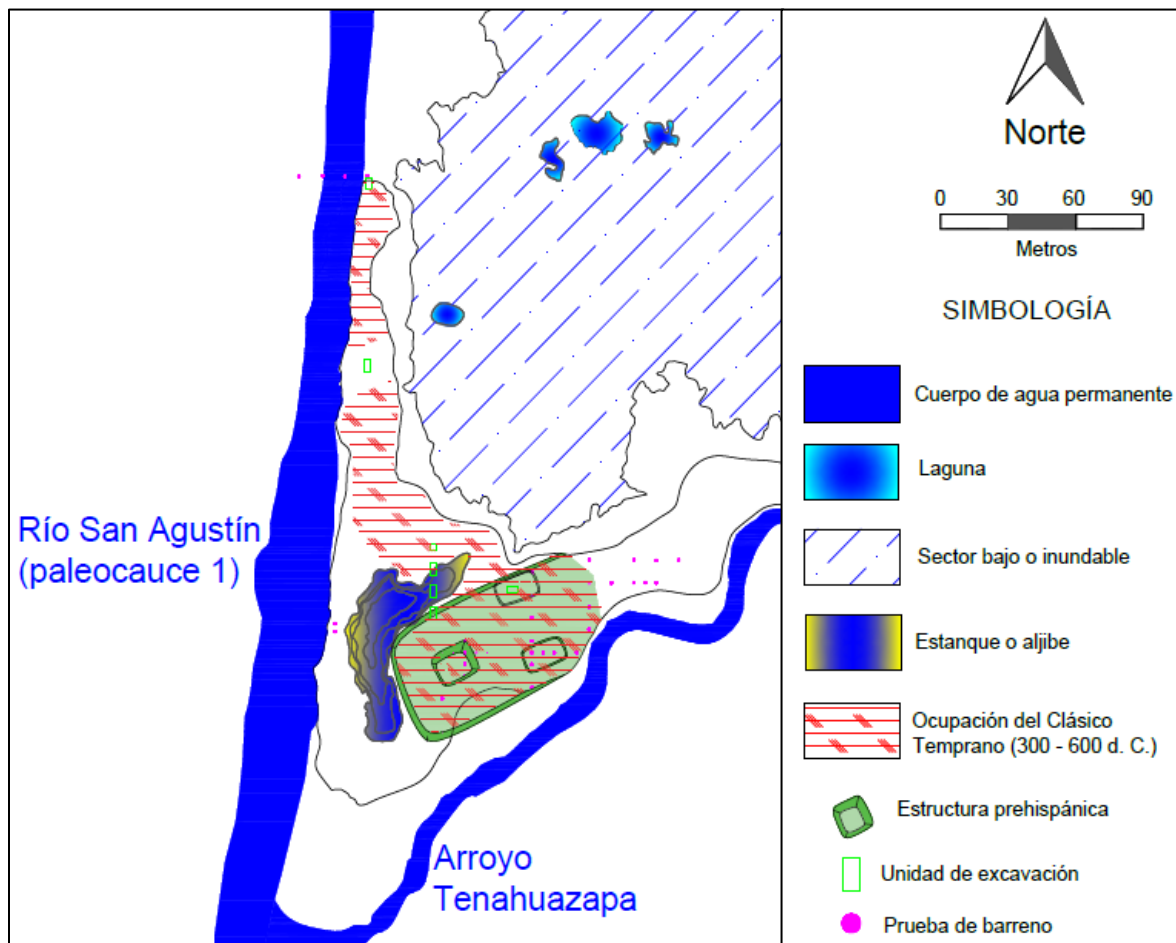 Río San Agustín
(paleocauce 1)
Arroyo
Tenahuazapa
Norte
0 30 60 90
Metros
SIMBOLOGÍA
Cuerpo de agua permanente
Laguna
Sector bajo o inundable
Estanque o aljibe
Ocupación del Clásico
Temprano (300 - 600 d. C.)
Estructura prehispánica
Unidad de excavación
Prueba de barreno